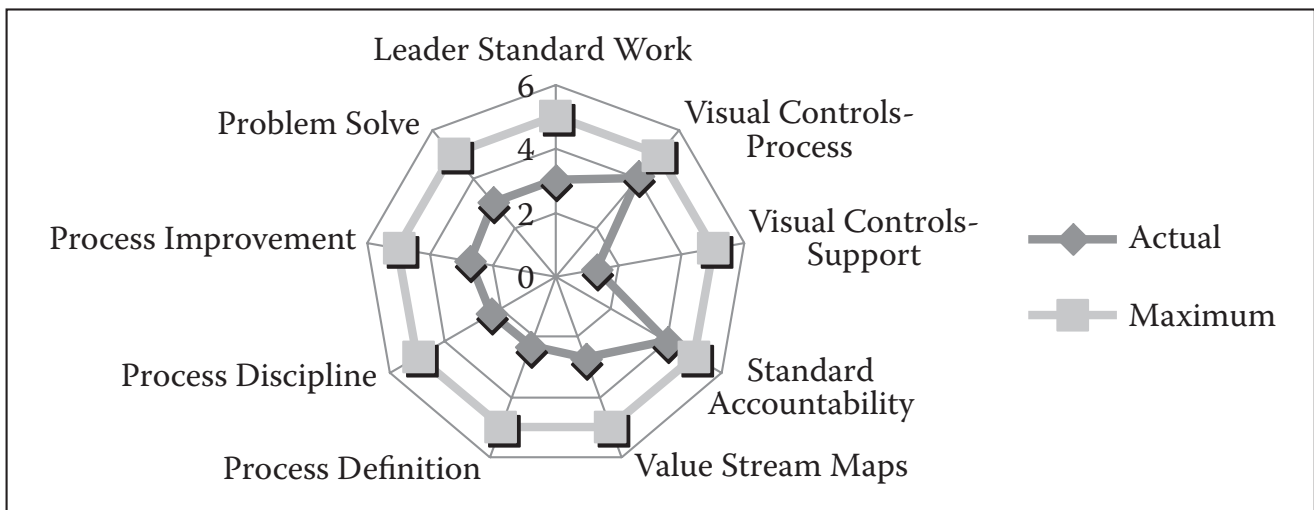 Leader Standard Work
6
Problem Solve
Visual Controls-
Process
4
2
Process Improvement
Visual Controls-
Support
Actual
0
Maximum
Process Discipline
Standard
Accountability
Process Definition
Value Stream Maps